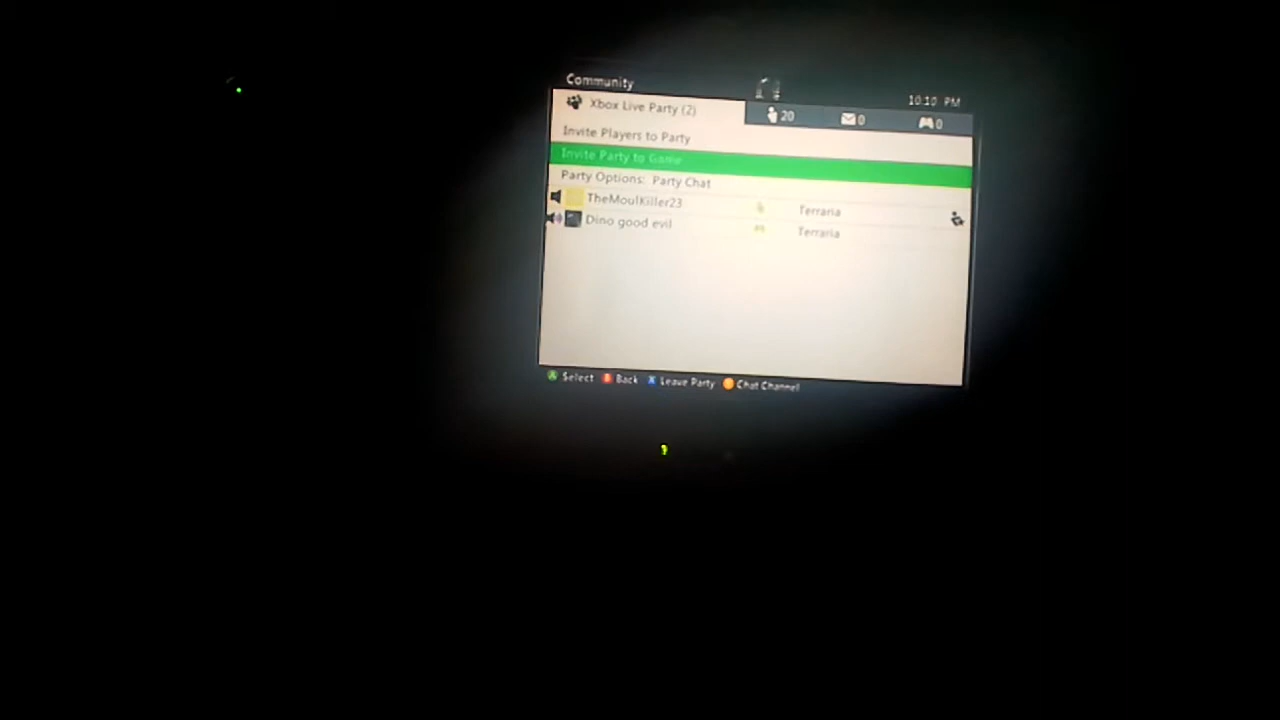 Community
10:10 PM
Xbox Live Party (2)
20
0
0
Invite Players to Party
Invite Party to Game
Party Options: Party Chat
TheMoulKiller23 Terraria
Dino good evil Terraria
A Select B Back X Leave Party Y Chat Channel